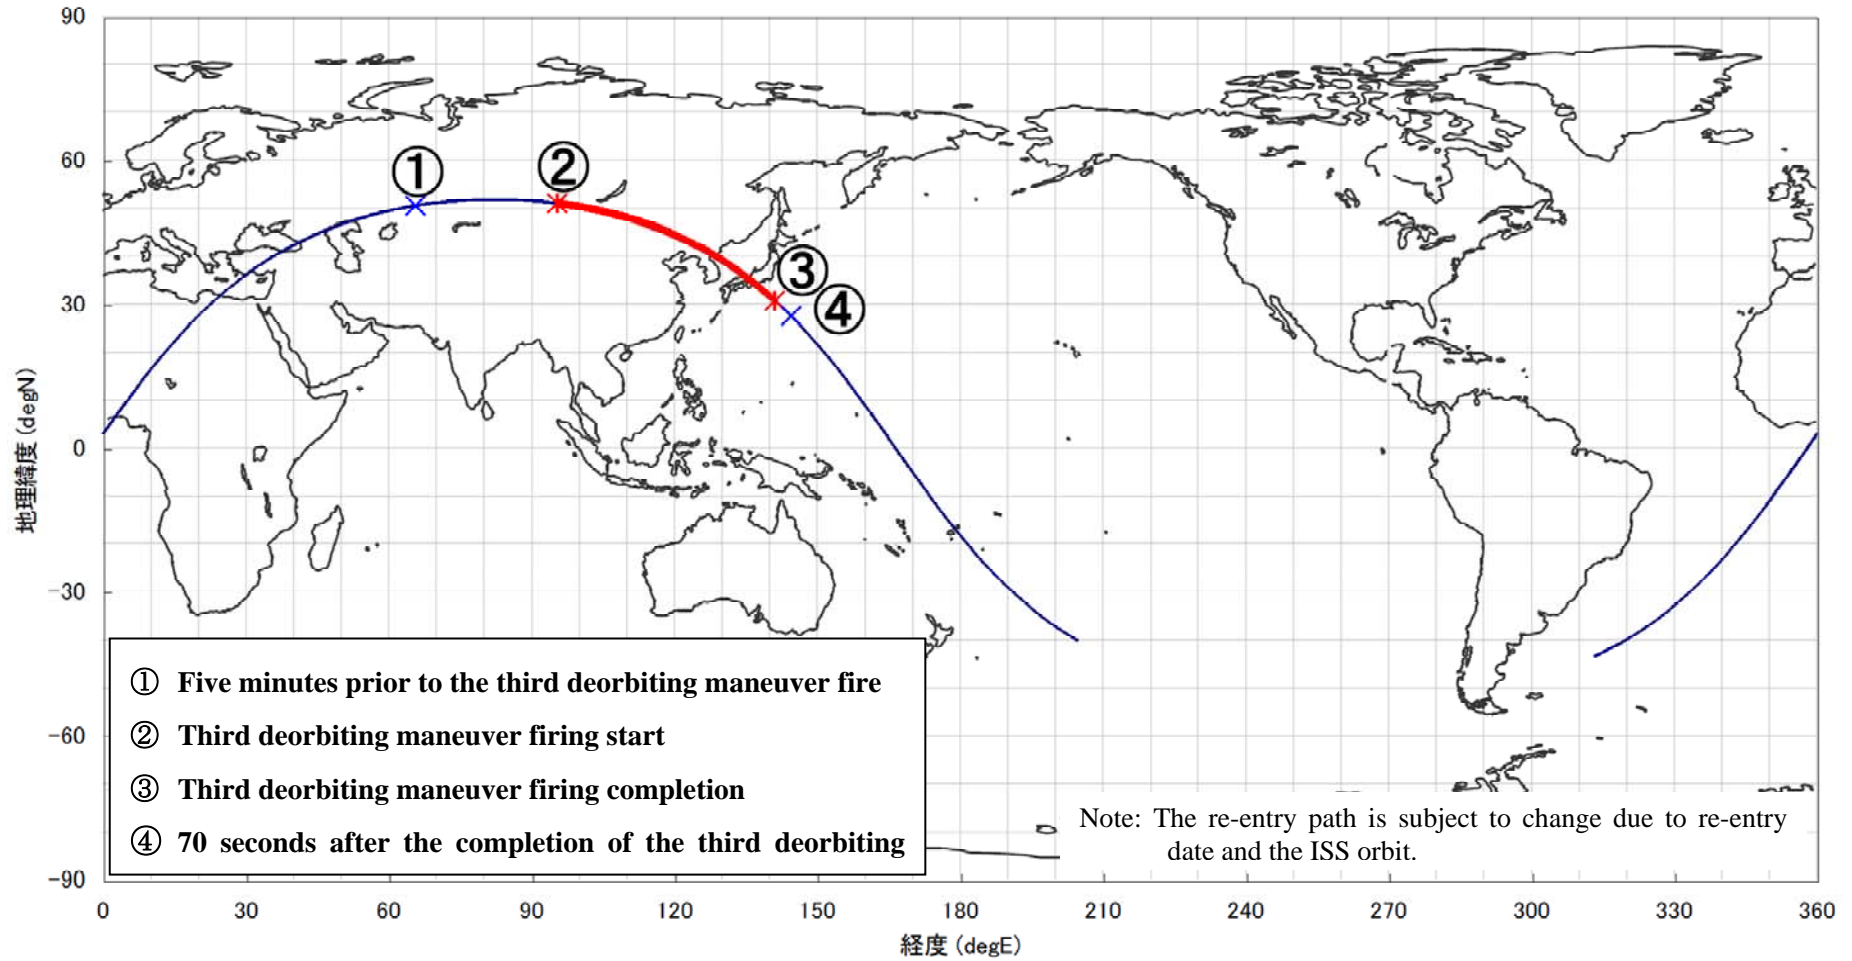 90
60
30
0
−30
−60
−90
地理緯度 (degN)
①
②
③
④
① Five minutes prior to the third deorbiting maneuver fire
② Third deorbiting maneuver firing start
③ Third deorbiting maneuver firing completion
④ 70 seconds after the completion of the third deorbiting
Note: The re-entry path is subject to change due to re-entry
date and the ISS orbit.
0 30 60 90 120 150 180 210 240 270 300 330 360
経度 (degE)